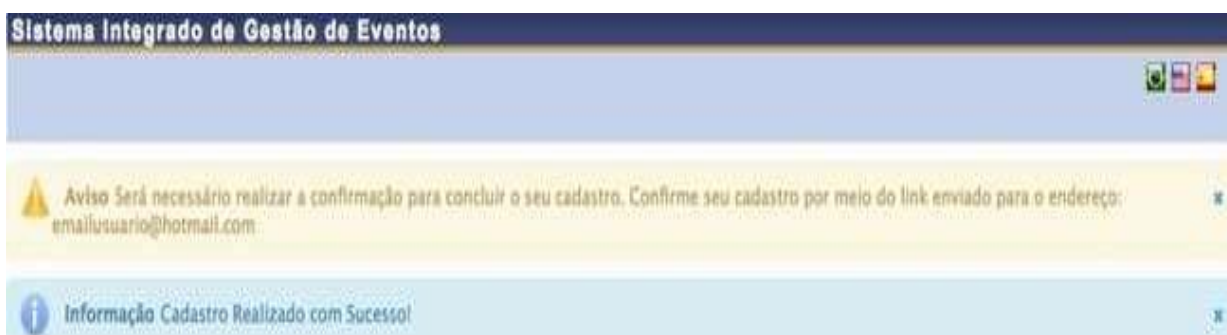 Sistema Integrado de Gestão de Eventos
Aviso Será necessário realizar a confirmação para concluir o seu cadastro. Confirme seu cadastro por meio do link enviado para o endereço:
emailusuario@hotmail.com
Informação Cadastro Realizado com Sucesso!